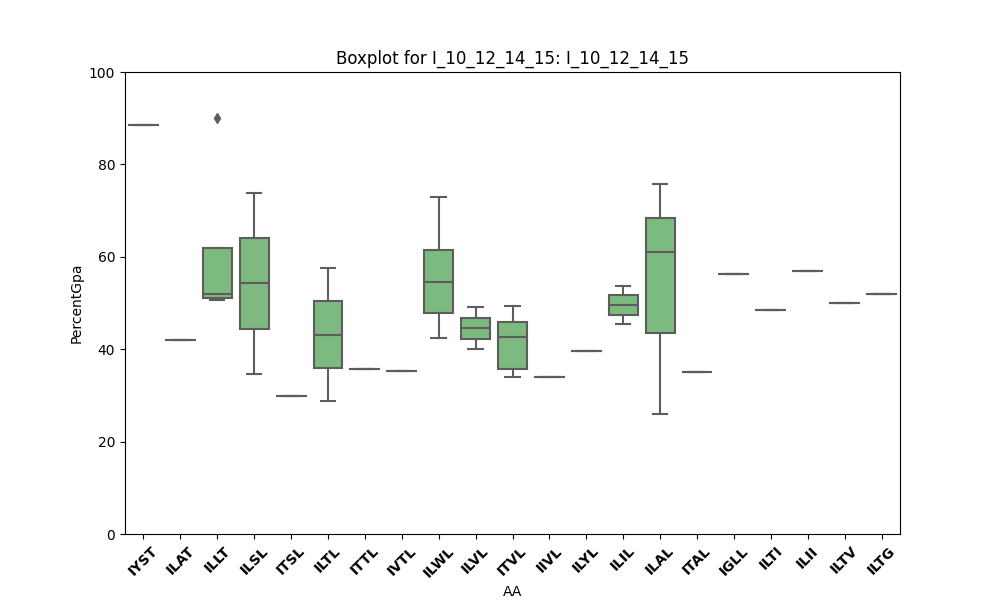 Boxplot for I_10_12_14_15: I_10_12_14_15
100
80
60
40
20
0
PercentGpa
IYST
ILAT
ILLT
ILSL
ITSL
ILTL
ITTL
IVTL
ILWL
ILVL
ITVL
IIVL
ILYL
ILIL
ILAL
ITAL
IGLL
ILTI
ILII
ILTV
ILTG
AA